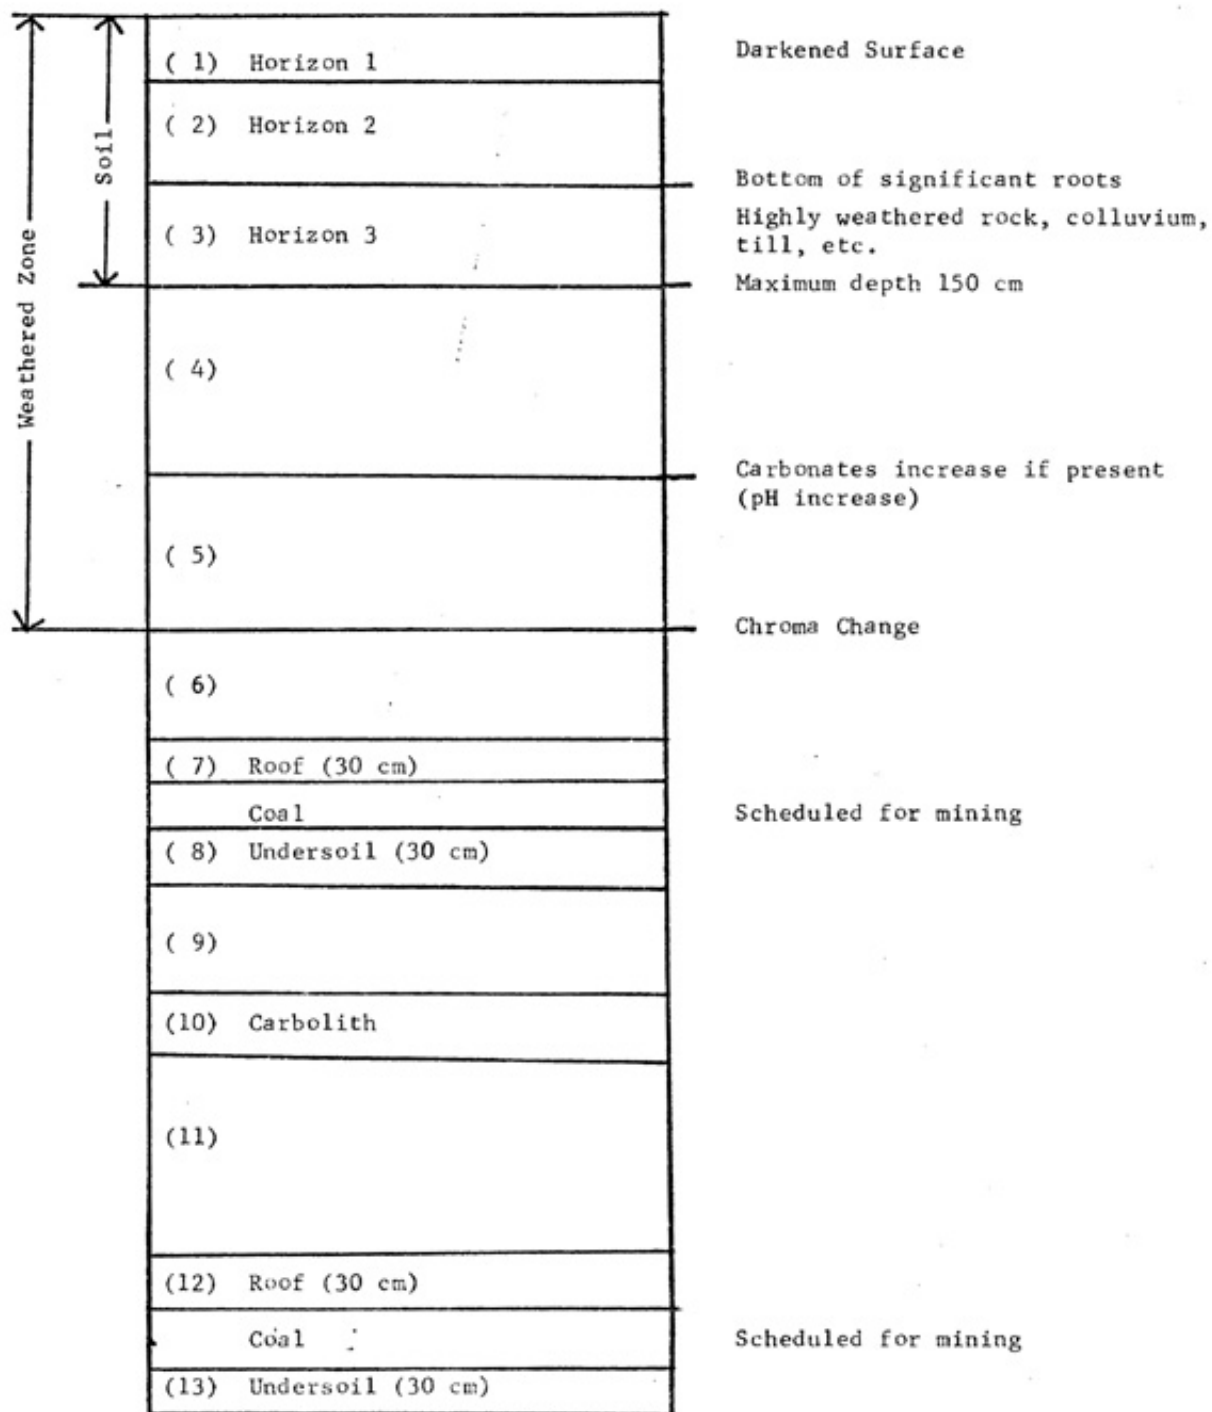 ( 1) Horizon 1
Darkened Surface
( 2) Horizon 2
Soil
Bottom of significant roots
( 3) Horizon 3
Highly weathered rock, colluvium,
till, etc.
Maximum depth 150 cm
Weathered Zone
( 4)
Carbonates increase if present
(pH increase)
( 5)
Chroma Change
( 6)
( 7) Roof (30 cm)
Coal
Scheduled for mining
( 8) Undersoil (30 cm)
( 9)
(10) Carbolith
(11)
(12) Roof (30 cm)
Coal
Scheduled for mining
(13) Undersoil (30 cm)